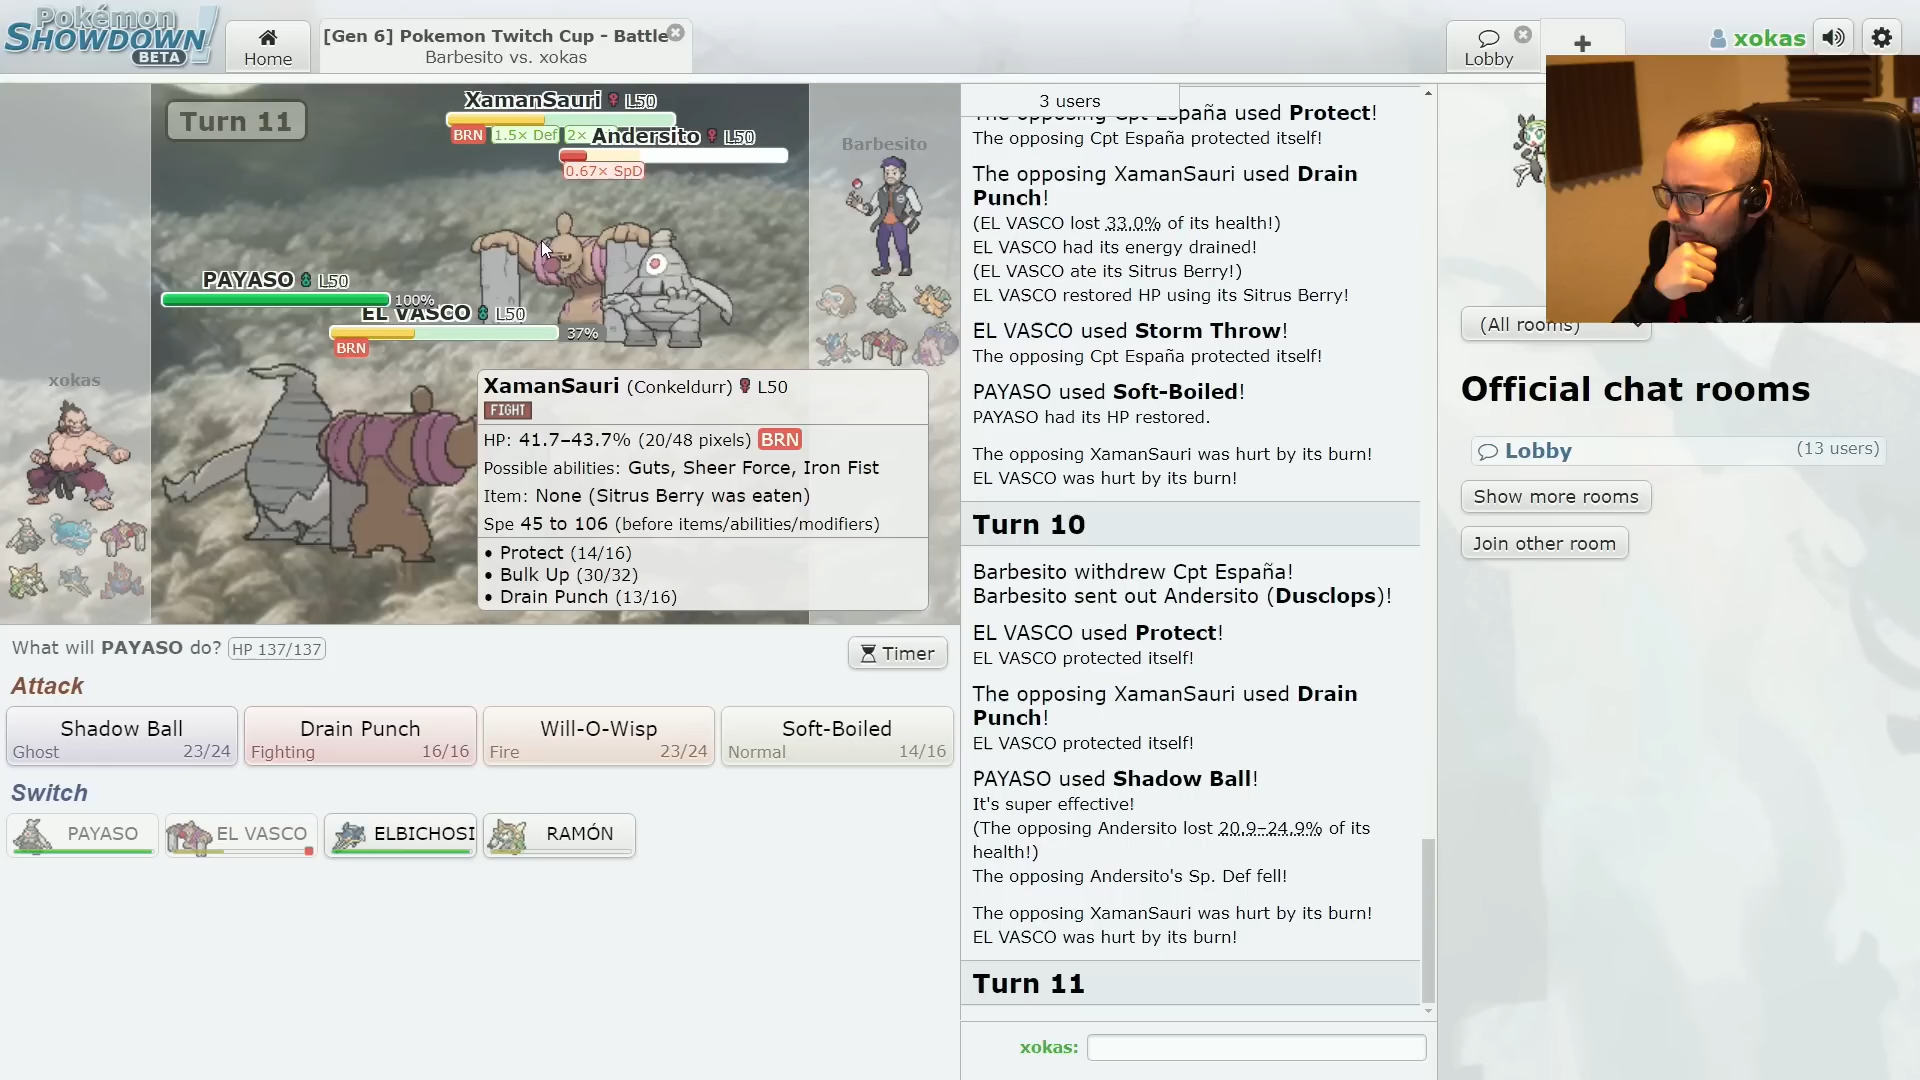 Pokémon
SHOWDOWN!
BETA
Home
[Gen 6] Pokemon Twitch Cup - Battle
Barbesito vs. xokas
Lobby
+
xokas
Turn 11
XamanSauri L50
BRN 1.5× Def 2×
Andersito L50
0.67× SpD
Barbesito
PAYASO L50
100%
EL VASCO L50
37%
BRN
xokas
XamanSauri (Conkeldurr) L50
FIGHT
HP: 41.7–43.7% (20/48 pixels) BRN
Possible abilities: Guts, Sheer Force, Iron Fist
Item: None (Sitrus Berry was eaten)
Spe 45 to 106 (before items/abilities/modifiers)
• Protect (14/16)
• Bulk Up (30/32)
• Drain Punch (13/16)
What will PAYASO do? HP 137/137
Timer
Attack
Shadow Ball
Ghost 23/24
Drain Punch
Fighting 16/16
Will-O-Wisp
Fire 23/24
Soft-Boiled
Normal 14/16
Switch
PAYASO
EL VASCO
ELBICHOSI
RAMÓN
3 users
España used Protect!
The opposing Cpt España protected itself!
The opposing XamanSauri used Drain
Punch!
(EL VASCO lost 33.0% of its health!)
EL VASCO had its energy drained!
(EL VASCO ate its Sitrus Berry!)
EL VASCO restored HP using its Sitrus Berry!
EL VASCO used Storm Throw!
The opposing Cpt España protected itself!
PAYASO used Soft-Boiled!
PAYASO had its HP restored.
The opposing XamanSauri was hurt by its burn!
EL VASCO was hurt by its burn!
Turn 10
Barbesito withdrew Cpt España!
Barbesito sent out Andersito (Dusclops)!
EL VASCO used Protect!
EL VASCO protected itself!
The opposing XamanSauri used Drain
Punch!
EL VASCO protected itself!
PAYASO used Shadow Ball!
It's super effective!
(The opposing Andersito lost 20.9–24.9% of its
health!)
The opposing Andersito's Sp. Def fell!
The opposing XamanSauri was hurt by its burn!
EL VASCO was hurt by its burn!
Turn 11
xokas:
(All rooms)
Official chat rooms
Lobby (13 users)
Show more rooms
Join other room